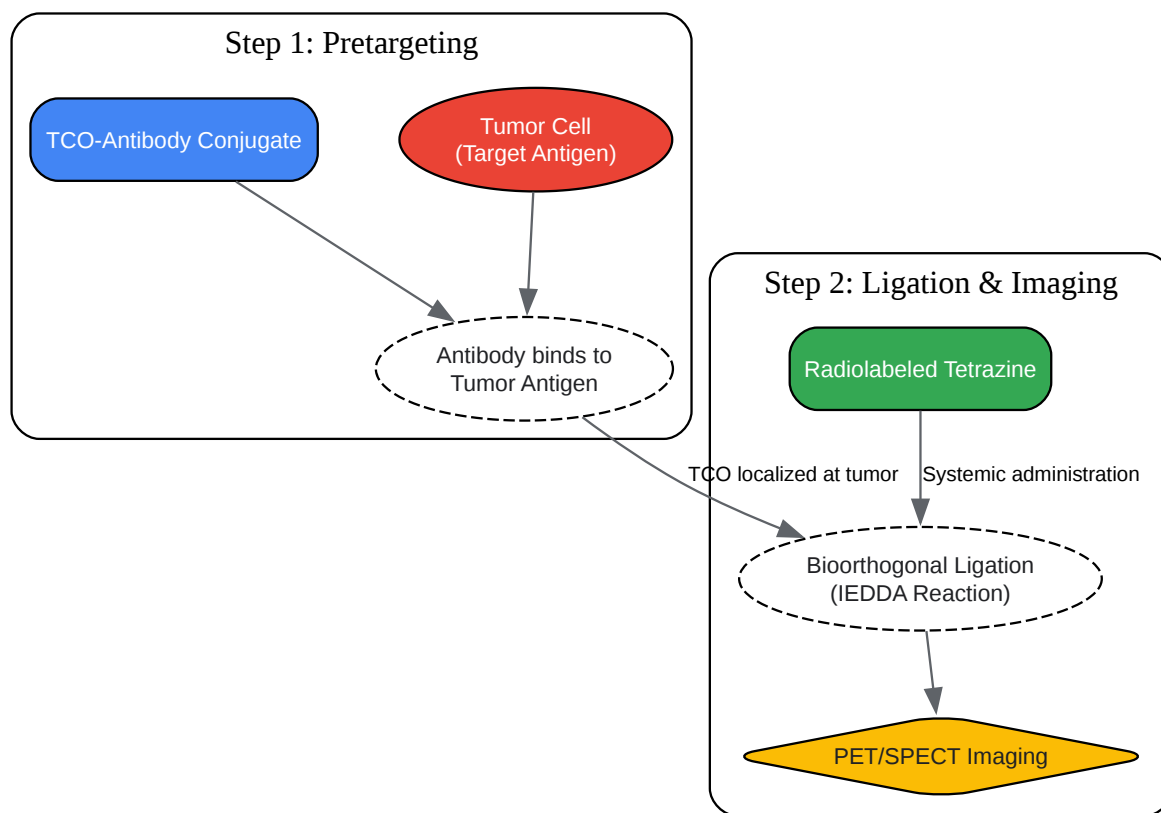 Step 1: Pretargeting
TCO-Antibody Conjugate
Tumor Cell
(Target Antigen)
Antibody binds to
Tumor Antigen
Step 2: Ligation & Imaging
Radiolabeled Tetrazine
TCO localized at tumor
Systemic administration
Bioorthogonal Ligation
(IEDDA Reaction)
PET/SPECT Imaging